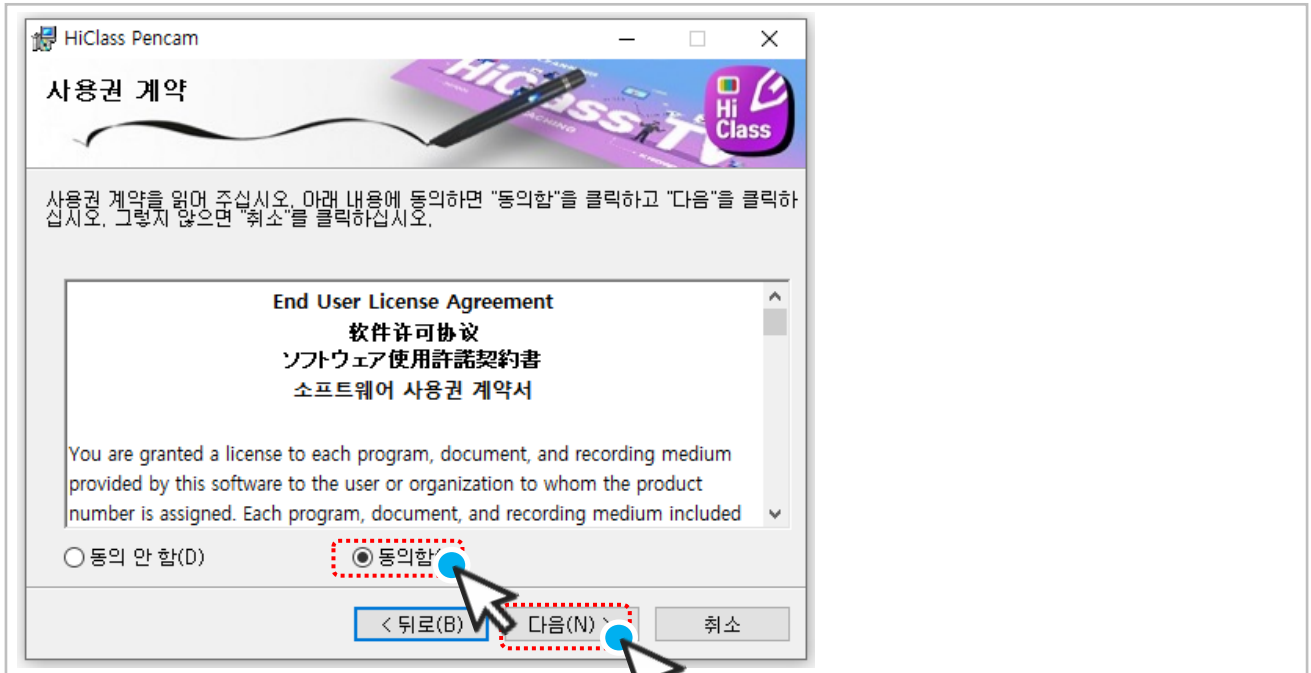 HiClass Pencam
사용권 계약
HiClass TV
Hi
Class
사용권 계약을 읽어 주십시오. 아래 내용에 동의하면 "동의함"을 클릭하고 "다음"을 클릭하
십시오. 그렇지 않으면 "취소"를 클릭하십시오.
End User License Agreement
软件许可协议
ソフトウェア使用許諾契約書
소프트웨어 사용권 계약서
You are granted a license to each program, document, and recording medium
provided by this software to the user or organization to whom the product
number is assigned. Each program, document, and recording medium included
동의 안 함(D)
동의함
< 뒤로(B)
다음(N) >
취소